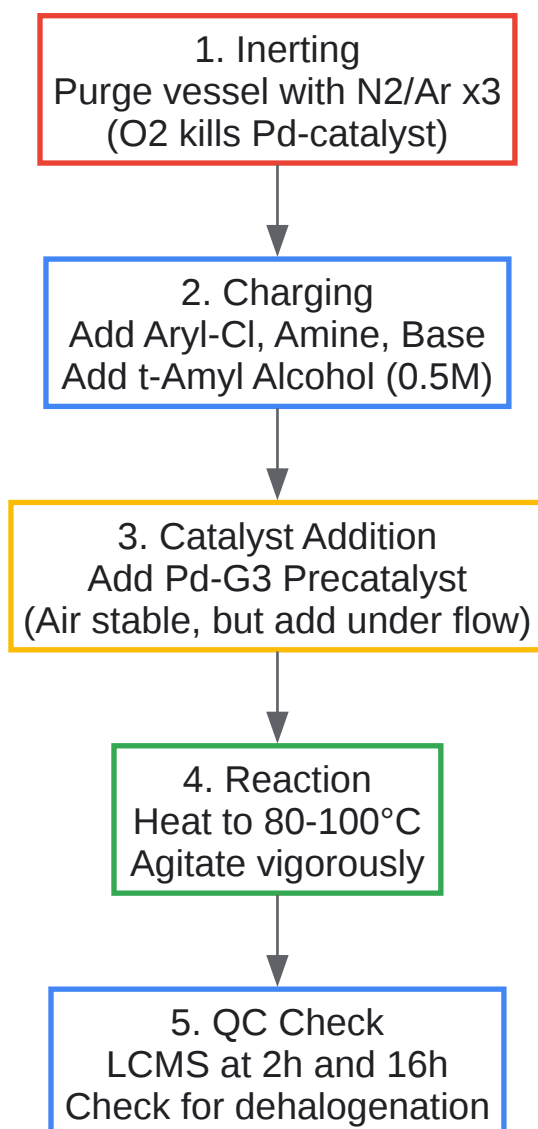 1. Inerting
Purge vessel with N2/Ar x3
(O2 kills Pd-catalyst)
2. Charging
Add Aryl-Cl, Amine, Base
Add t-Amyl Alcohol (0.5M)
3. Catalyst Addition
Add Pd-G3 Precatalyst
(Air stable, but add under flow)
4. Reaction
Heat to 80-100°C
Agitate vigorously
5. QC Check
LCMS at 2h and 16h
Check for dehalogenation